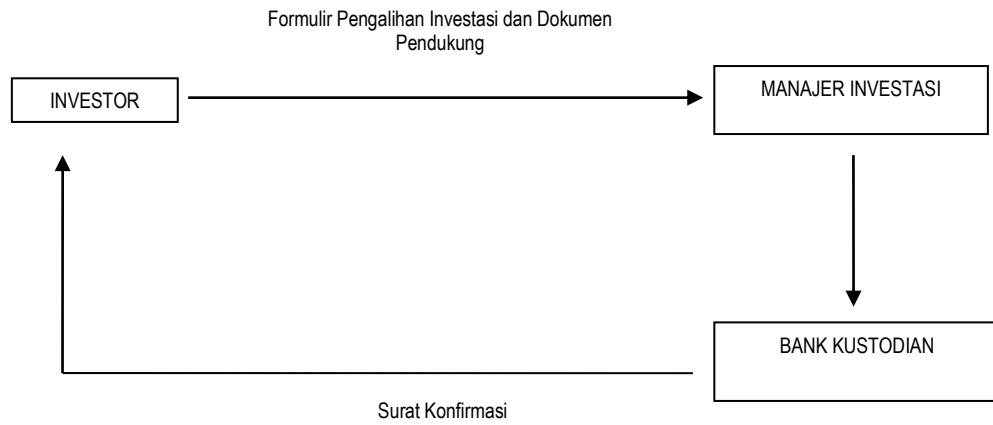 Formulir Pengalihan Investasi dan Dokumen
Pendukung
INVESTOR
MANAJER INVESTASI
BANK KUSTODIAN
Surat Konfirmasi